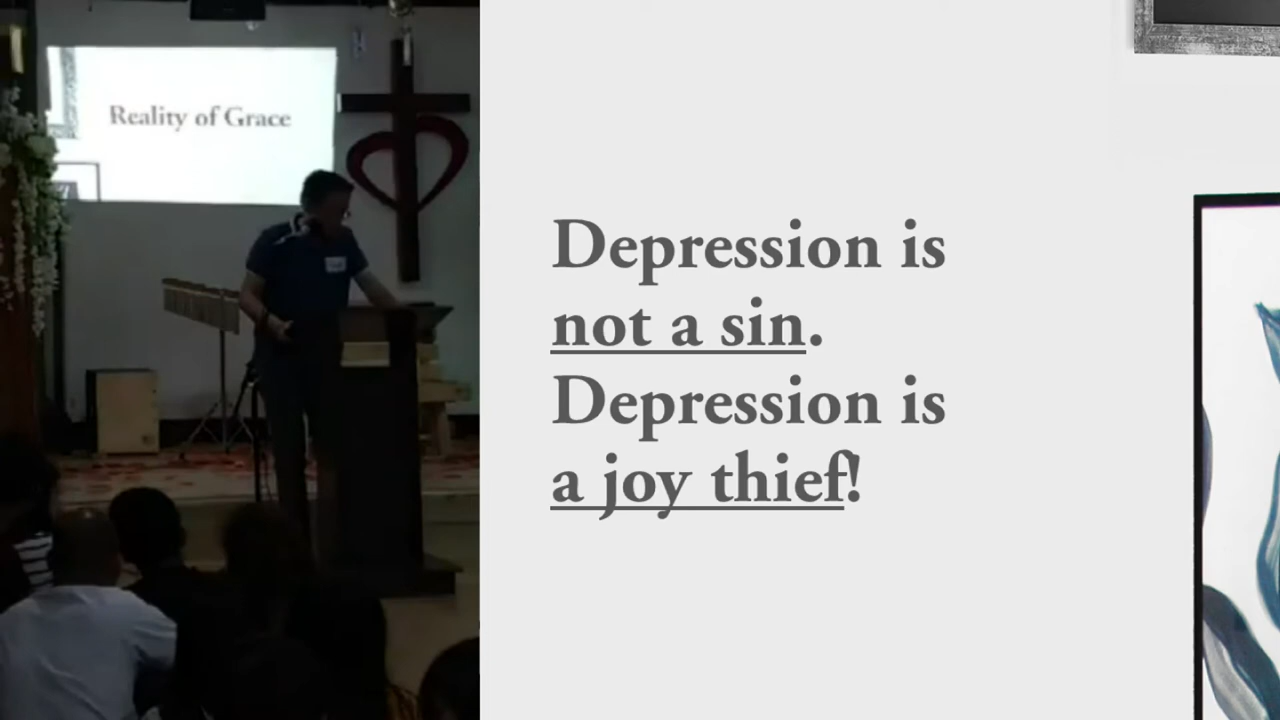 Reality of Grace
Depression is
not a sin.
Depression is
a joy thief!